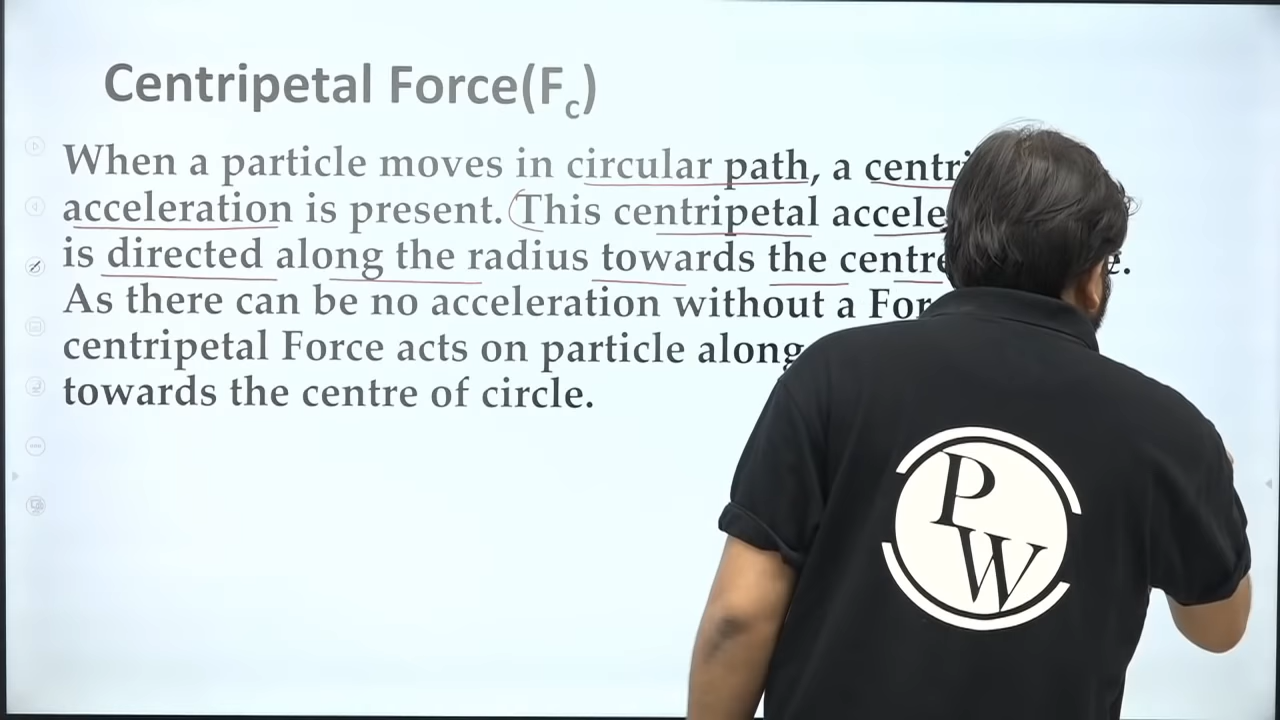 Centripetal Force(Fc)
When a particle moves in circular path, a centri
acceleration is present. This centripetal accele
is directed along the radius towards the centre
As there can be no acceleration without a For
centripetal Force acts on particle along
towards the centre of circle.
P
W